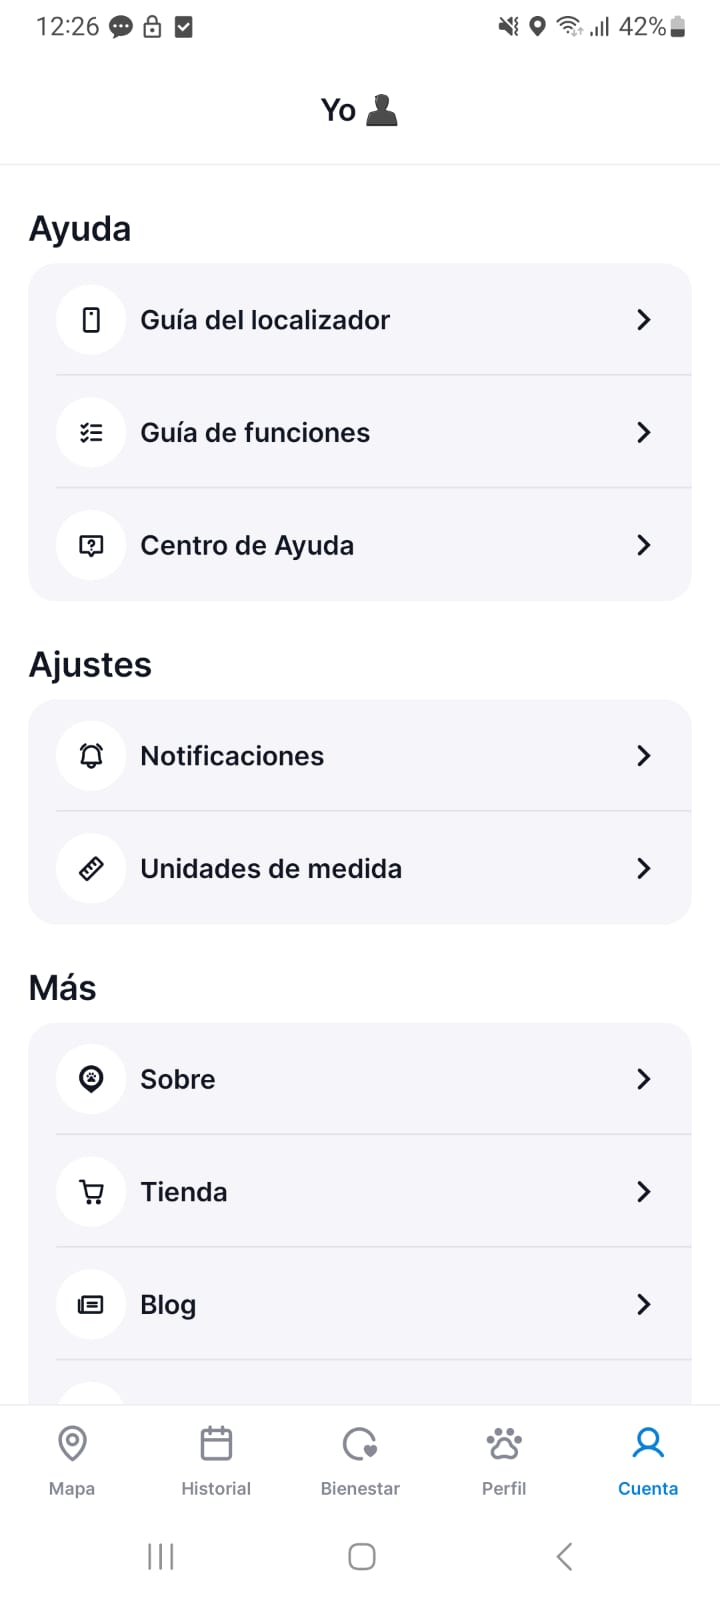 12:26
42%
Yo
Ayuda
Guía del localizador
Guía de funciones
Centro de Ayuda
Ajustes
Notificaciones
Unidades de medida
Más
Sobre
Tienda
Blog
Mapa
Historial
Bienestar
Perfil
Cuenta